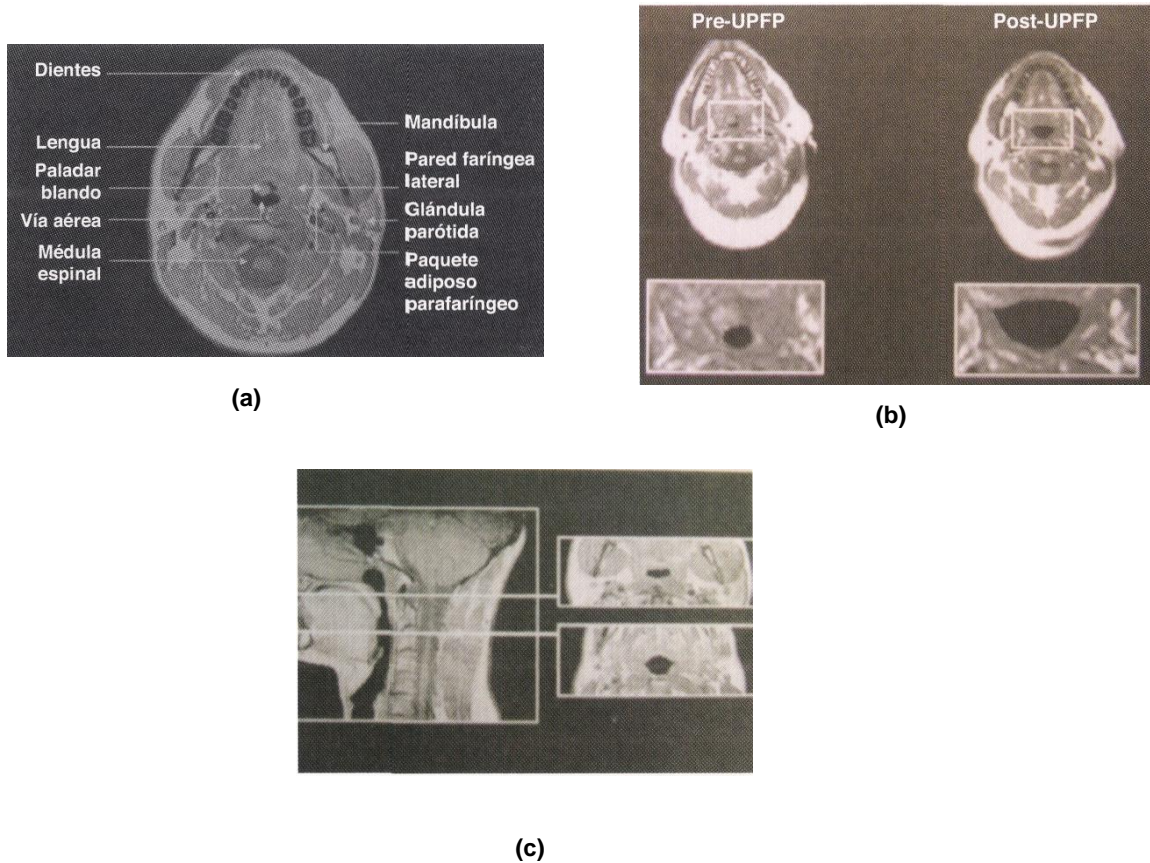 Dientes
Lengua
Paladar
blando
Vía aérea
Médula
espinal
Mandíbula
Pared faríngea
lateral
Glándula
parótida
Paquete
adiposo
parafaríngeo
(a)
Pre-UPFP
Post-UPFP
(b)
(c)